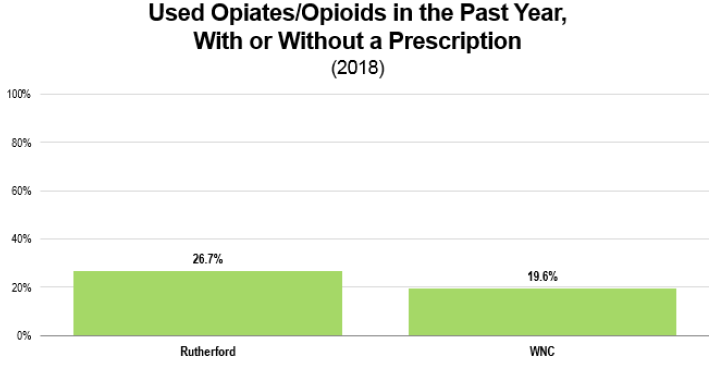 Used Opiates/Opioids in the Past Year,
With or Without a Prescription
(2018)
100%
80%
60%
40%
20%
0%
26.7%
19.6%
Rutherford
WNC